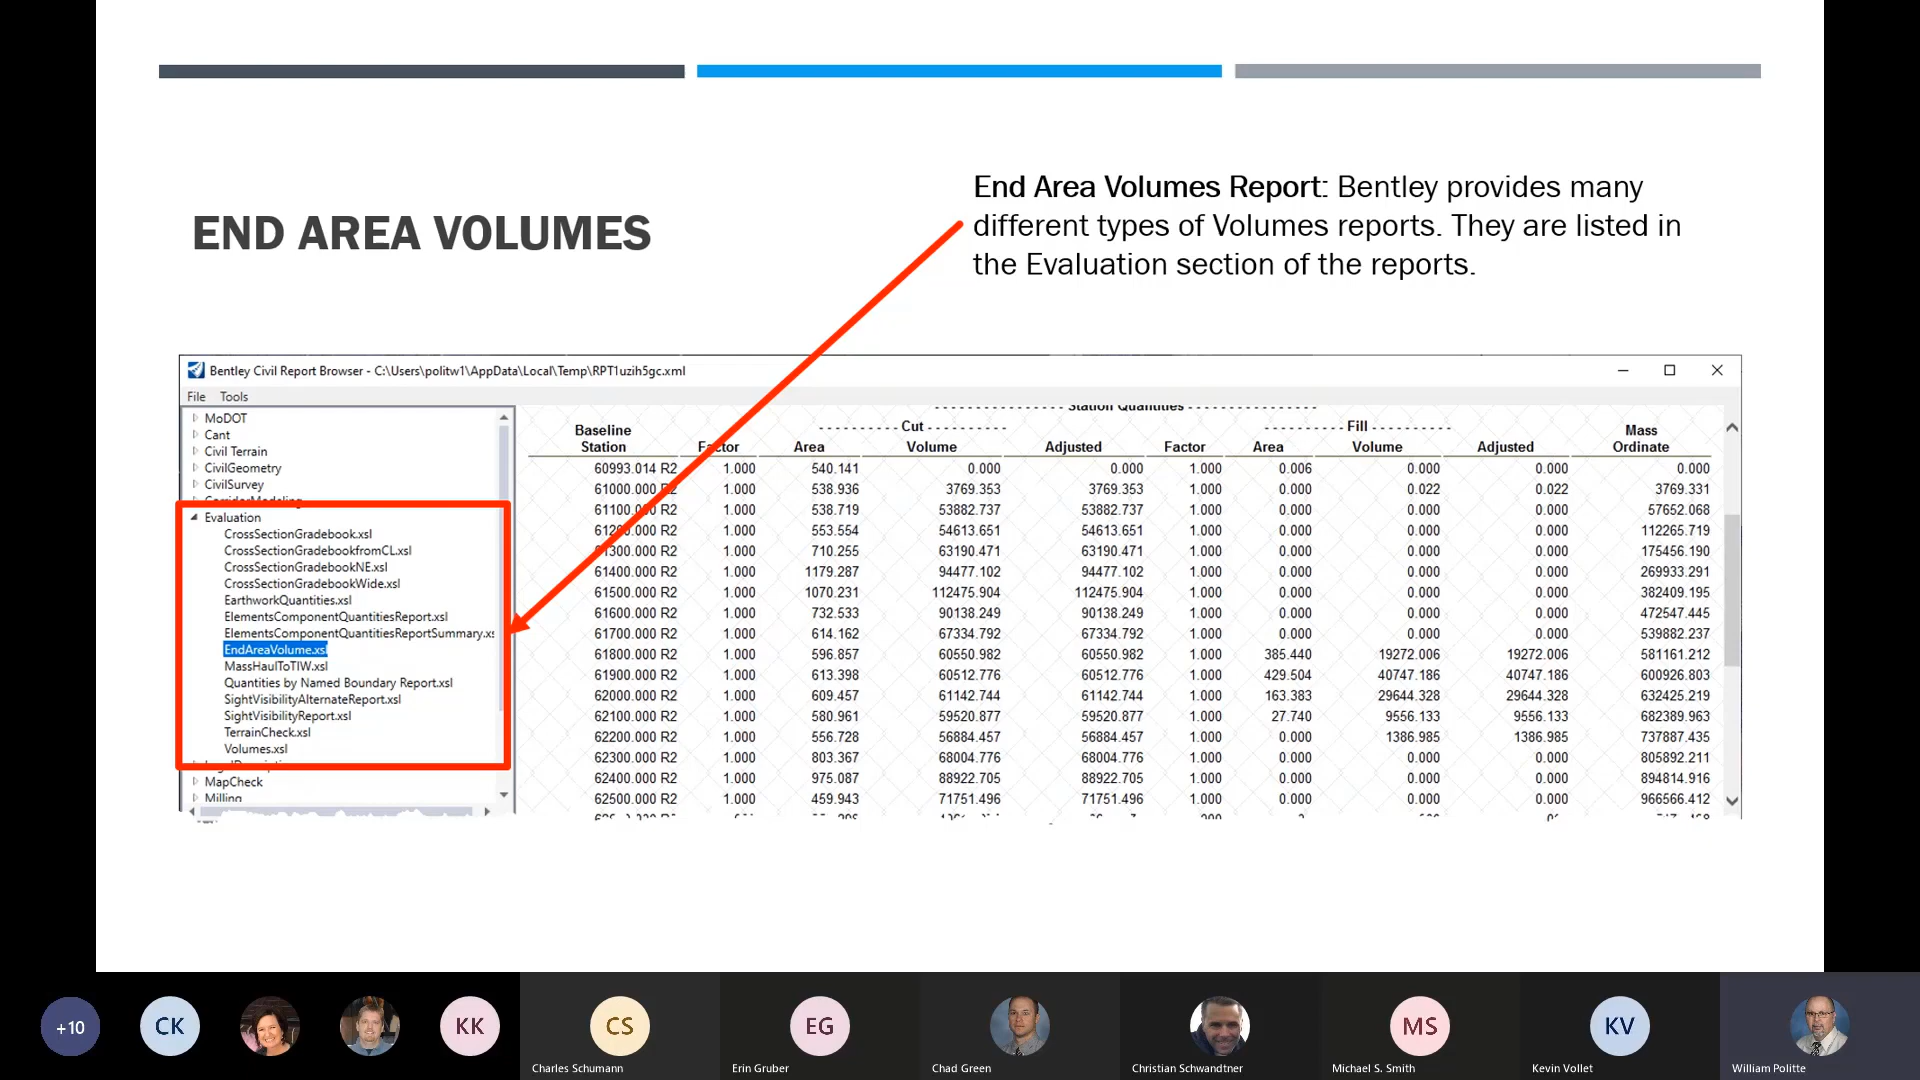 END AREA VOLUMES
End Area Volumes Report: Bentley provides many
different types of Volumes reports. They are listed in
the Evaluation section of the reports.
Bentley Civil Report Browser - C:\Users\politw1\AppData\Local\Temp\RPT1uzih5gc.xml
File Tools
MoDOT
Cant
Civil Terrain
CivilGeometry
CivilSurvey
CorridorModeling
Evaluation
CrossSectionGradebook.xsl
CrossSectionGradebookfromCL.xsl
CrossSectionGradebookNE.xsl
CrossSectionGradebookWide.xsl
EarthworkQuantities.xsl
ElementsComponentQuantitiesReport.xsl
ElementsComponentQuantitiesReportSummary.xs
EndAreaVolume.xsl
MassHaulToTIW.xsl
Quantities by Named Boundary Report.xsl
SightVisibilityAlternateReport.xsl
SightVisibilityReport.xsl
TerrainCheck.xsl
Volumes.xsl
MapCheck
Milling
Station Quantities
Cut Fill
Baseline Station Factor Area Volume Adjusted Factor Area Volume Adjusted Mass Ordinate
60993.014 R2 1.000 540.141 0.000 0.000 1.000 0.006 0.000 0.000 0.000
61000.000 R2 1.000 538.936 3769.353 3769.353 1.000 0.000 0.022 0.022 3769.331
61100.000 R2 1.000 538.719 53882.737 53882.737 1.000 0.000 0.000 0.000 57652.068
61200.000 R2 1.000 553.554 54613.651 54613.651 1.000 0.000 0.000 0.000 112265.719
61300.000 R2 1.000 710.255 63190.471 63190.471 1.000 0.000 0.000 0.000 175456.190
61400.000 R2 1.000 1179.287 94477.102 94477.102 1.000 0.000 0.000 0.000 269933.291
61500.000 R2 1.000 1070.231 112475.904 112475.904 1.000 0.000 0.000 0.000 382409.195
61600.000 R2 1.000 732.533 90138.249 90138.249 1.000 0.000 0.000 0.000 472547.445
61700.000 R2 1.000 614.162 67334.792 67334.792 1.000 0.000 0.000 0.000 539882.237
61800.000 R2 1.000 596.857 60550.982 60550.982 1.000 385.440 19272.006 19272.006 581161.212
61900.000 R2 1.000 613.398 60512.776 60512.776 1.000 429.504 40747.186 40747.186 600926.803
62000.000 R2 1.000 609.457 61142.744 61142.744 1.000 163.383 29644.328 29644.328 632425.219
62100.000 R2 1.000 580.961 59520.877 59520.877 1.000 27.740 9556.133 9556.133 682389.963
62200.000 R2 1.000 556.728 56884.457 56884.457 1.000 0.000 1386.985 1386.985 737887.435
62300.000 R2 1.000 803.367 68004.776 68004.776 1.000 0.000 0.000 0.000 805892.211
62400.000 R2 1.000 975.087 88922.705 88922.705 1.000 0.000 0.000 0.000 894814.916
62500.000 R2 1.000 459.943 71751.496 71751.496 1.000 0.000 0.000 0.000 966566.412
+10
CK
KK
CS
EG
MS
KV
Charles Schumann
Erin Gruber
Chad Green
Christian Schwandtner
Michael S. Smith
Kevin Vollet
William Politte